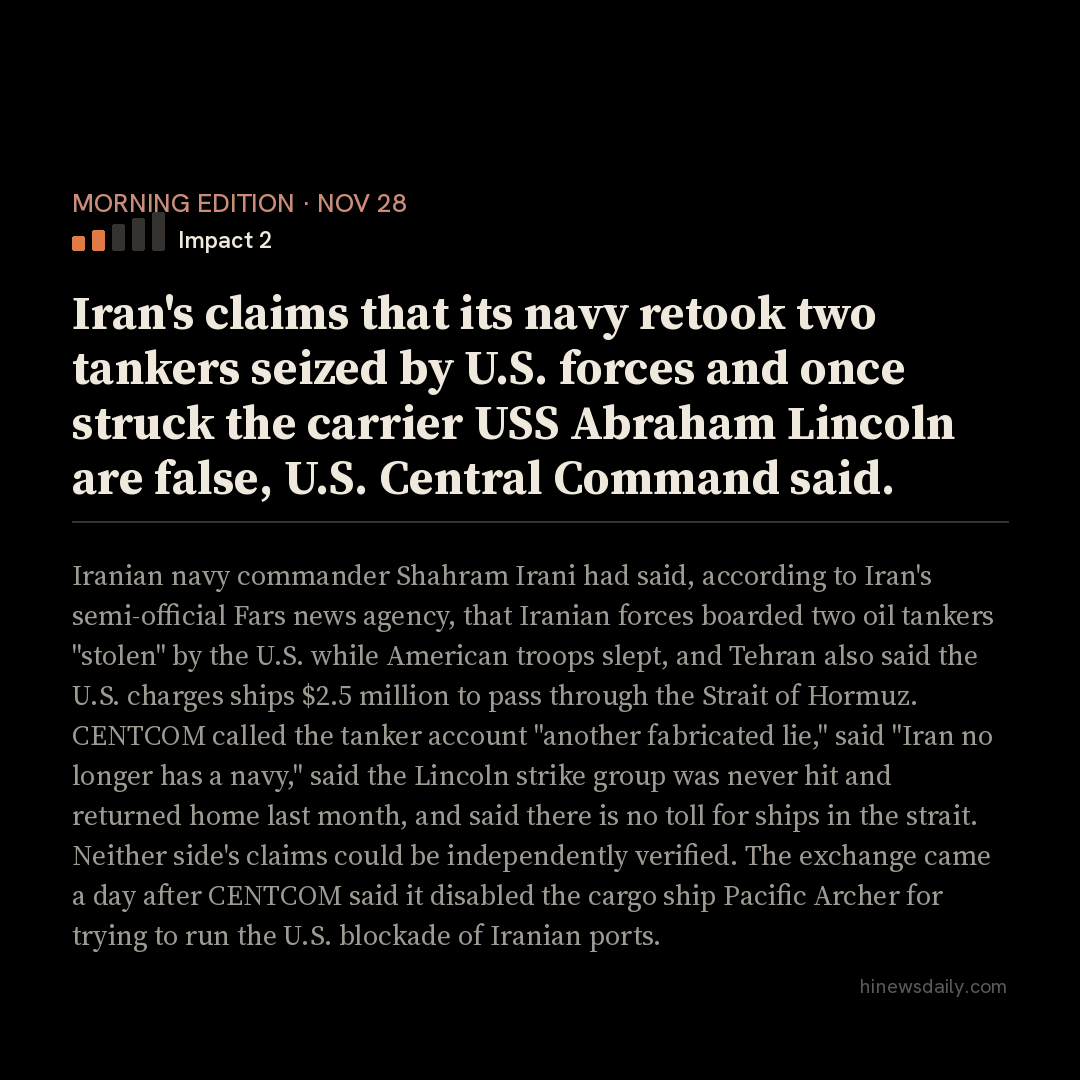 MORNING EDITION · NOV 28
Impact 2
Iran's claims that its navy retook two
tankers seized by U.S. forces and once
struck the carrier USS Abraham Lincoln
are false, U.S. Central Command said.
Iranian navy commander Shahram Irani had said, according to Iran's
semi-official Fars news agency, that Iranian forces boarded two oil tankers
"stolen" by the U.S. while American troops slept, and Tehran also said the
U.S. charges ships $2.5 million to pass through the Strait of Hormuz.
CENTCOM called the tanker account "another fabricated lie," said "Iran no
longer has a navy," said the Lincoln strike group was never hit and
returned home last month, and said there is no toll for ships in the strait.
Neither side's claims could be independently verified. The exchange came
a day after CENTCOM said it disabled the cargo ship Pacific Archer for
trying to run the U.S. blockade of Iranian ports.
hinewsdaily.com